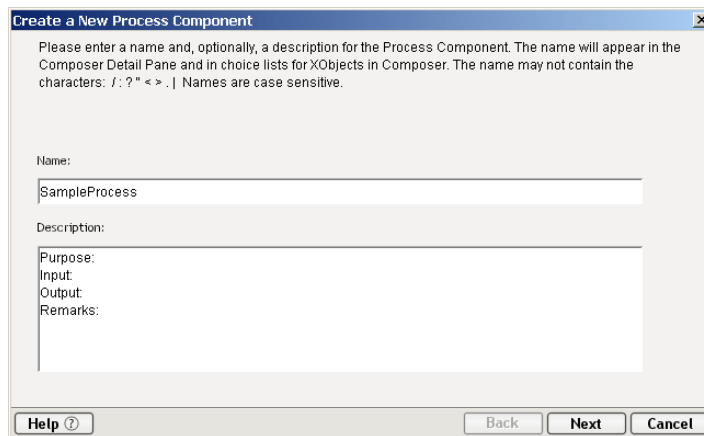 Create a New Process Component
Please enter a name and, optionally, a description for the Process Component. The name will appear in the
Composer Detail Pane and in choice lists for XObjects in Composer. The name may not contain the
characters: / : ? " < > . | Names are case sensitive.
Name:
SampleProcess
Description:
Purpose:
Input:
Output:
Remarks:
Help ?
Back
Next
Cancel